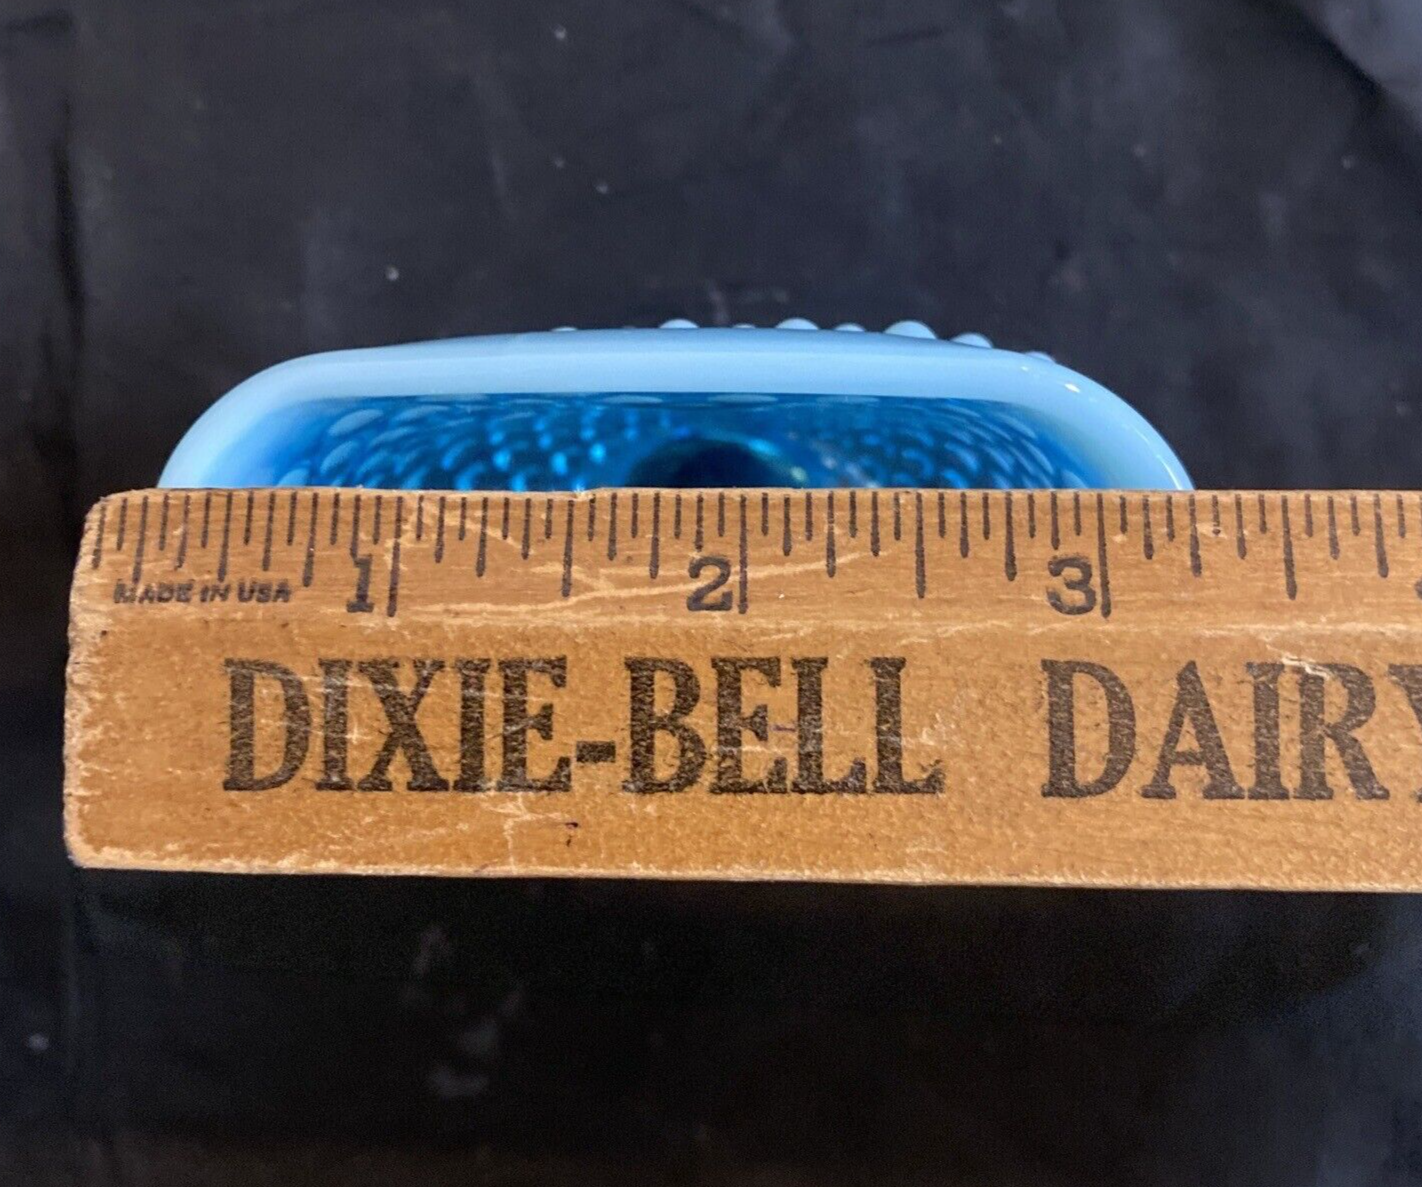 1 2 3
MADE IN USA
DIXIE-BELL DAIRY